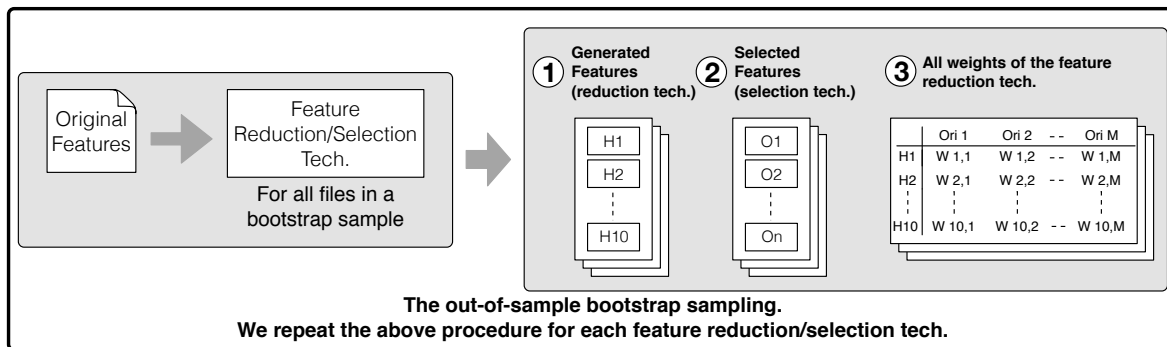 Original
Features
Feature
Reduction/Selection
Tech.
For all files in a
bootstrap sample
1 Generated
Features
(reduction tech.)
H1
H2
H10
2 Selected
Features
(selection tech.)
O1
O2
On
3 All weights of the feature
reduction tech.
Ori 1 Ori 2 -- Ori M
H1 W 1,1 W 1,2 -- W 1,M
H2 W 2,1 W 2,2 -- W 2,M
H10 W 10,1 W 10,2 -- W 10,M
The out-of-sample bootstrap sampling.
We repeat the above procedure for each feature reduction/selection tech.